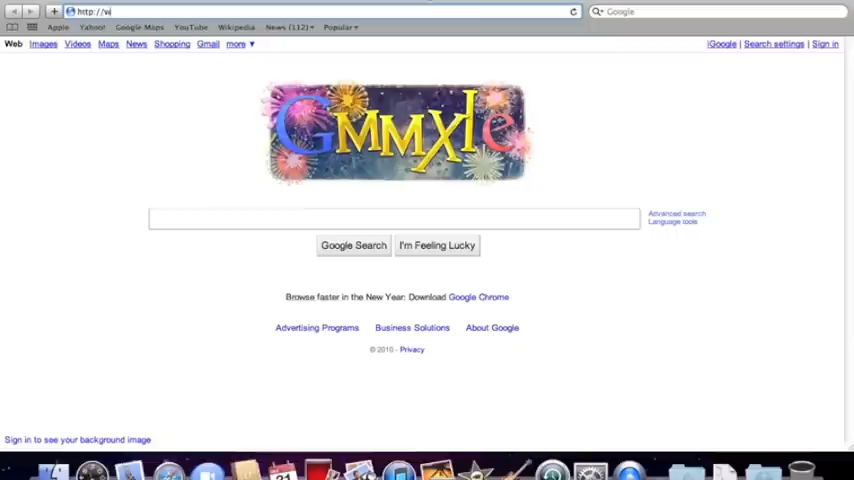 http://w
Google
Apple Yahoo! Google Maps YouTube Wikipedia News (112) Popular
Web Images Videos Maps News Shopping Gmail more
iGoogle | Search settings | Sign in
GMMXIe
Advanced search
Language tools
Google Search I'm Feeling Lucky
Browse faster in the New Year: Download Google Chrome
Advertising Programs Business Solutions About Google
© 2010 - Privacy
Sign in to see your background image
31